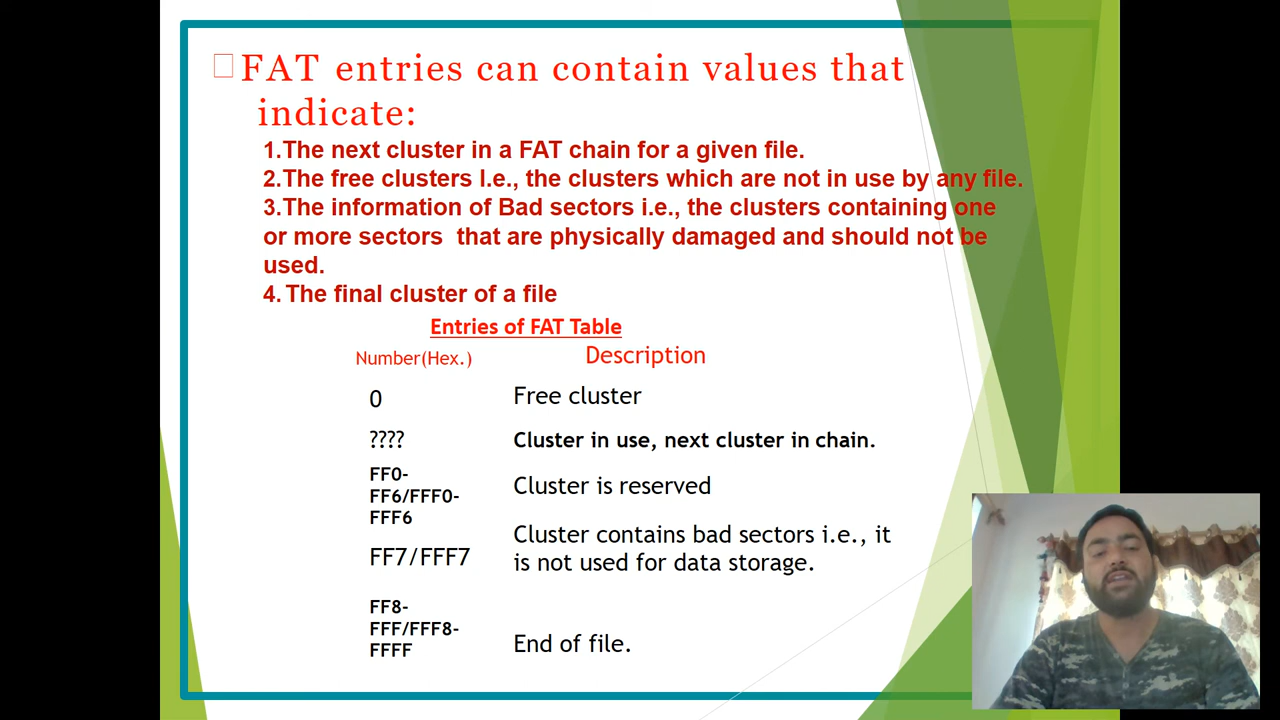 FAT entries can contain values that
indicate:
1.The next cluster in a FAT chain for a given file.
2.The free clusters I.e., the clusters which are not in use by any file.
3.The information of Bad sectors i.e., the clusters containing one
or more sectors that are physically damaged and should not be
used.
4. The final cluster of a file
Entries of FAT Table
Number(Hex.) Description
0 Free cluster
???? Cluster in use, next cluster in chain.
FF0-
FF6/FFF0-
FFF6
Cluster is reserved
FF7/FFF7
Cluster contains bad sectors i.e., it
is not used for data storage.
FF8-
FFF/FFF8-
FFFF
End of file.